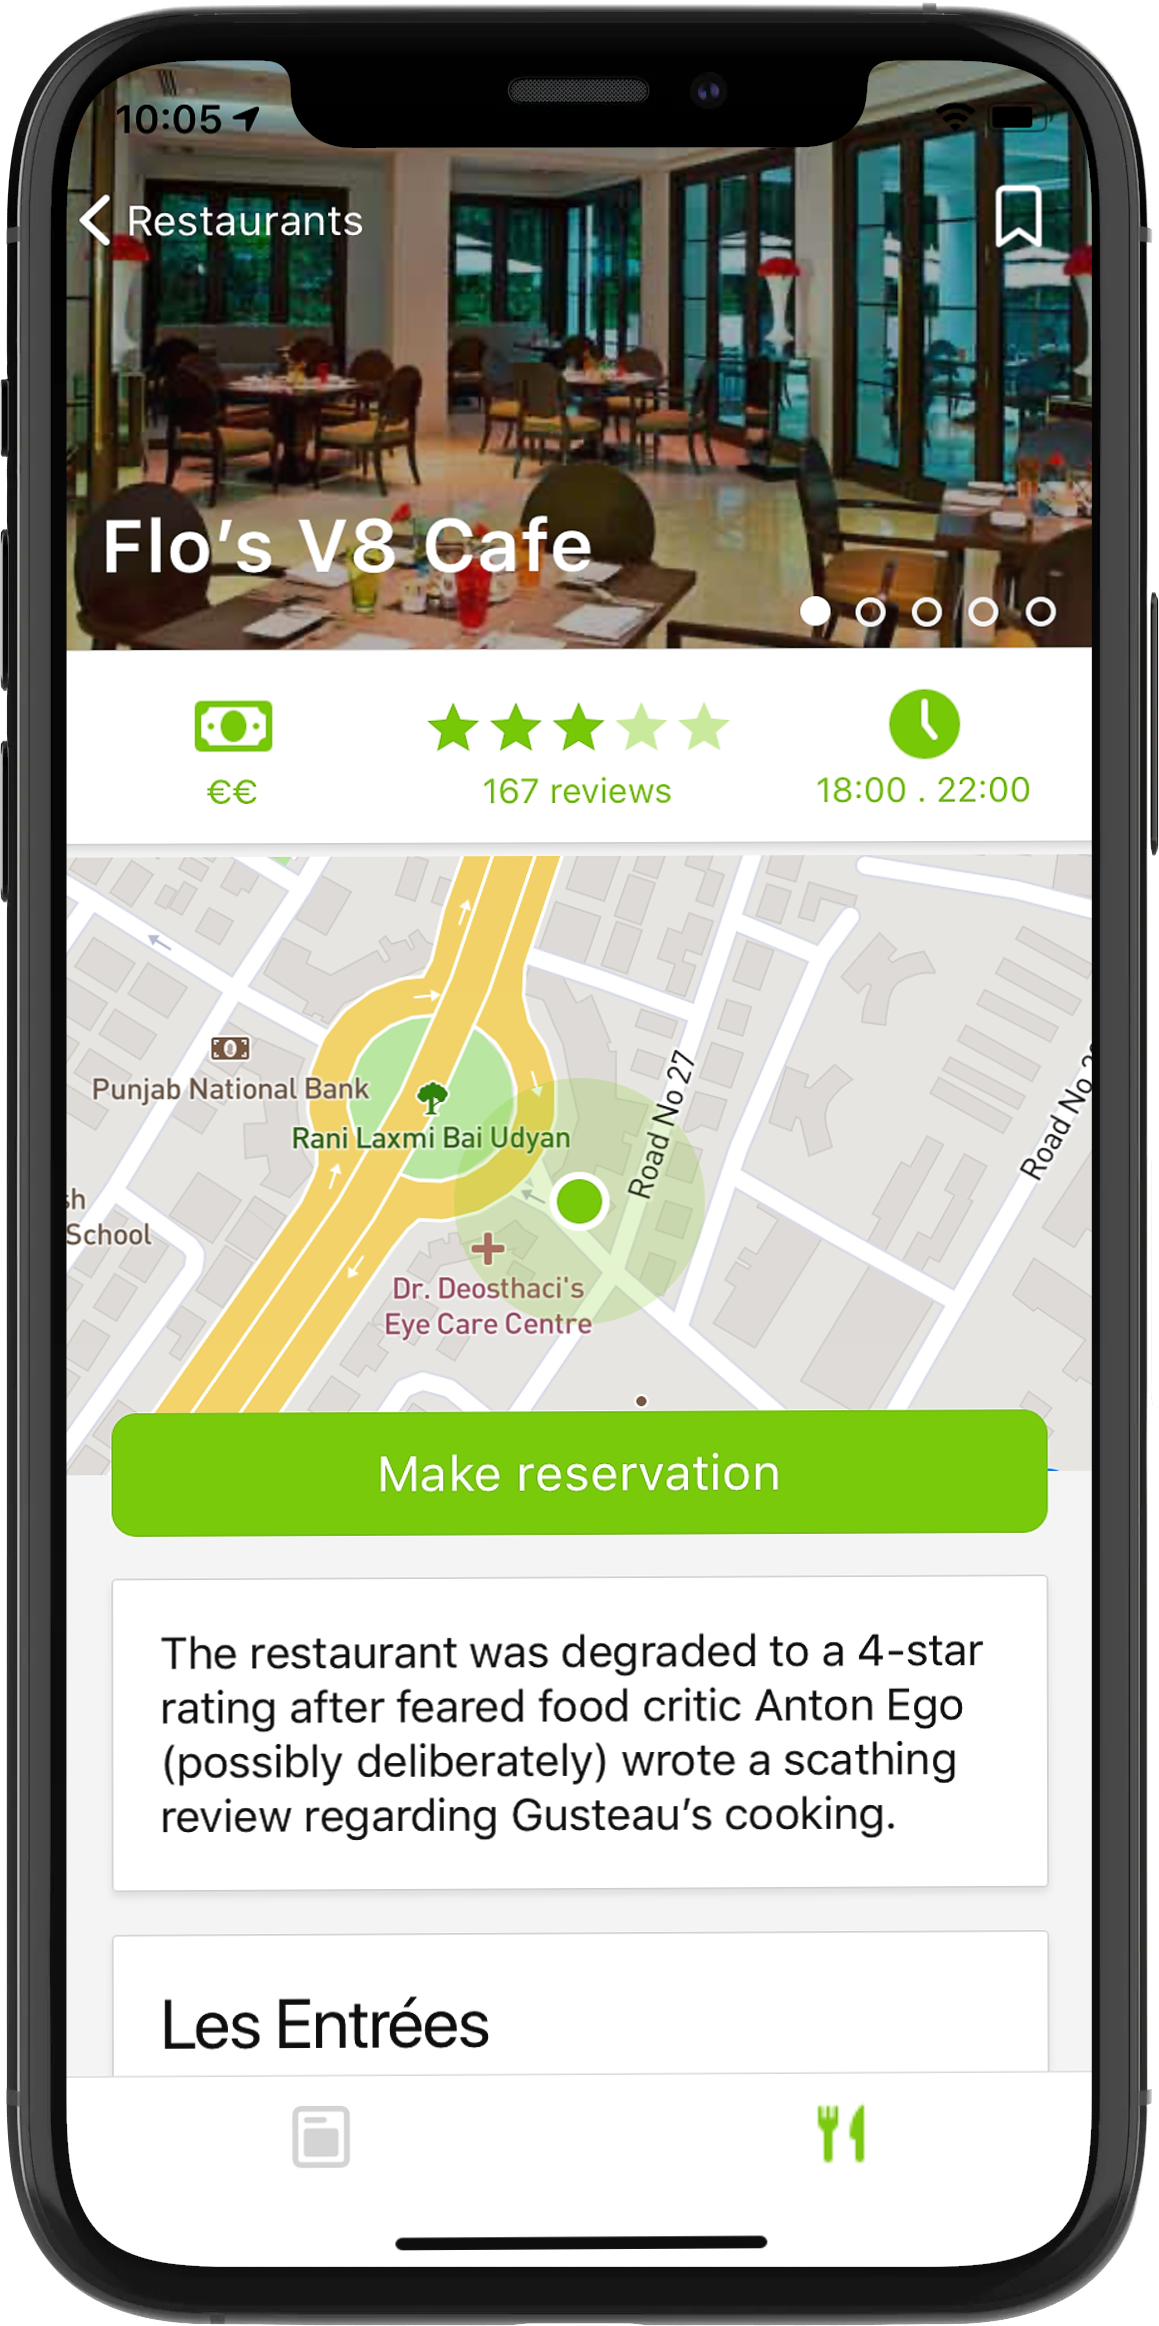 10:05
Restaurants
Flo's V8 Cafe
€€
167 reviews
18:00 . 22:00
Punjab National Bank
Rani Laxmi Bai Udyan
Road No 27
Road No 2
sh
School
Dr. Deosthaci's
Eye Care Centre
Make reservation
The restaurant was degraded to a 4-star
rating after feared food critic Anton Ego
(possibly deliberately) wrote a scathing
review regarding Gusteau's cooking.
Les Entrées